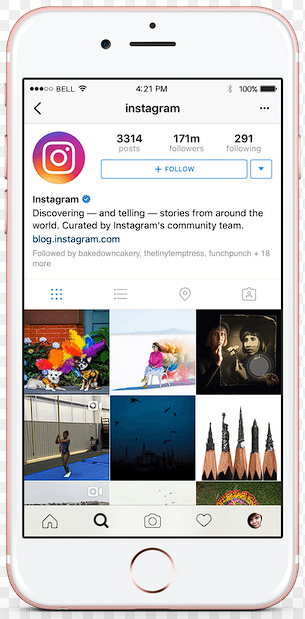 BELL 4:21 PM 100%
instagram
3314 171m 291
posts followers following
+ FOLLOW
Instagram
Discovering — and telling — stories from around the
world. Curated by Instagram's community team.
blog.instagram.com
Followed by bakedowncakery, thetinytemptress, funchpunch + 18
more